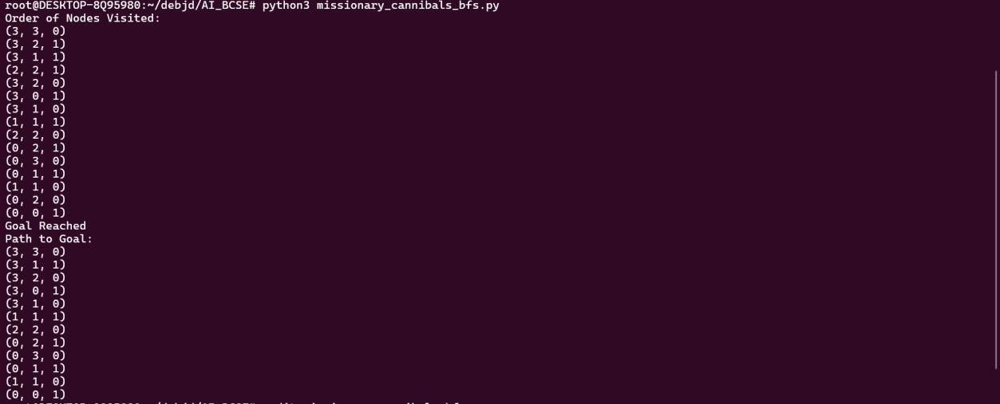 root@DESKTOP-8Q95980:~/debjd/AI_BCSE# python3 missionary_cannibals_bfs.py
Order of Nodes Visited:
(3, 3, 0)
(3, 2, 1)
(3, 1, 1)
(2, 2, 1)
(3, 2, 0)
(3, 0, 1)
(3, 1, 0)
(1, 1, 1)
(2, 2, 0)
(0, 2, 1)
(0, 3, 0)
(0, 1, 1)
(1, 1, 0)
(0, 2, 0)
(0, 0, 1)
Goal Reached
Path to Goal:
(3, 3, 0)
(3, 1, 1)
(3, 2, 0)
(3, 0, 1)
(3, 1, 0)
(1, 1, 1)
(2, 2, 0)
(0, 2, 1)
(0, 3, 0)
(0, 1, 1)
(1, 1, 0)
(0, 0, 1)